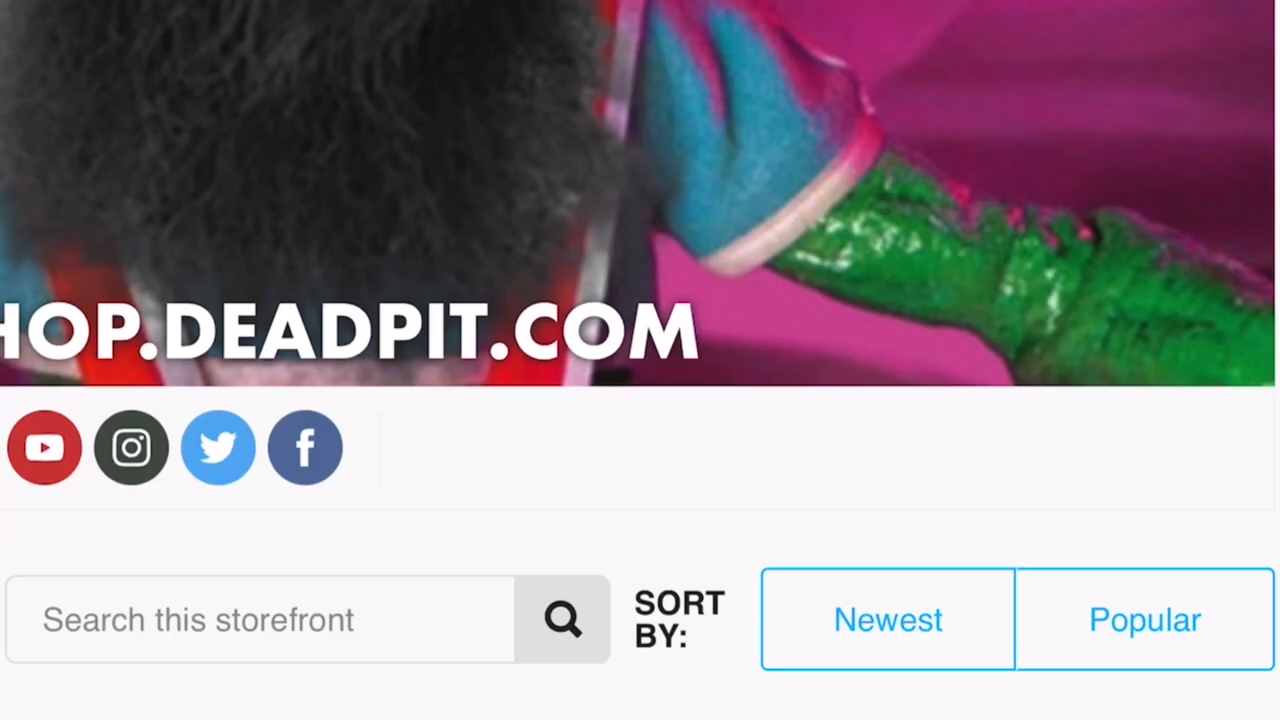 HOP.DEADPIT.COM
f
Search this storefront
SORT
BY:
Newest
Popular